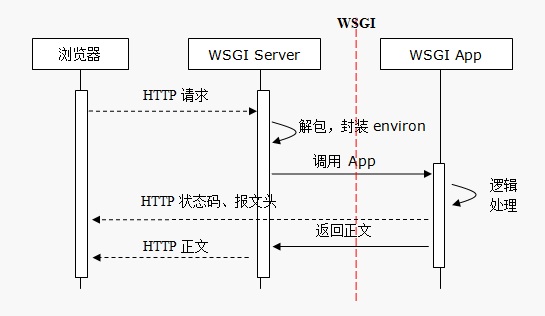 WSGI
浏览器
WSGI Server
WSGI App
HTTP 请求
解包，封装 environ
调用 App
逻辑
处理
HTTP 状态码、报文头
返回正文
HTTP 正文